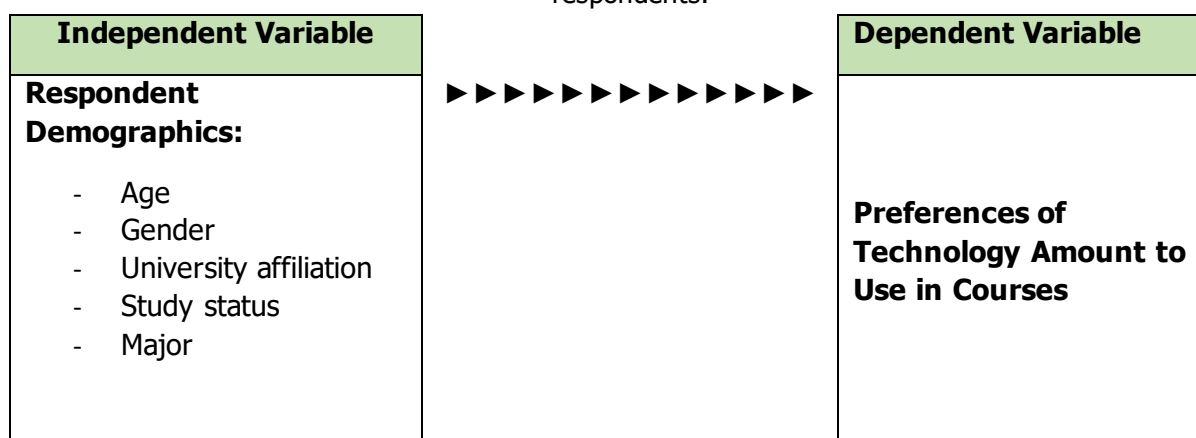 respondents.
Independent Variable
Dependent Variable
Respondent
Demographics:
►►►►►►►►►►►►►
- Age
- Gender
- University affiliation
- Study status
- Major
Preferences of
Technology Amount to
Use in Courses